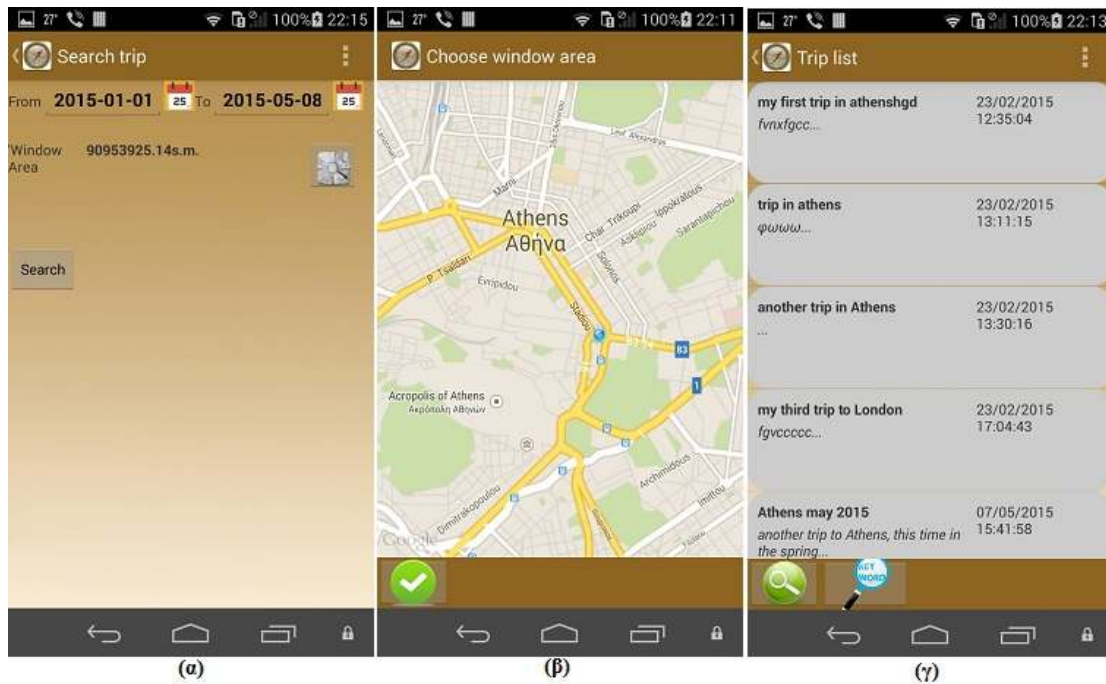 27° 100% 22:15
Search trip
From 2015-01-01 25 To 2015-05-08 25
Window Area 90953925.14s.m.
Search
(α)
27° 100% 22:11
Choose window area
Leof. Alexandras
Marni
Athens
Αθήνα
Char. Trikoupi
Ippokratous
Asklipiou
Sarantapichou
Solonos
P. Tsaldari
Evripidou
Stadiou
83
1
Acropolis of Athens
Ακρόπολη Αθηνών
Archimidous
Imittou
Dimitrakopoulou
Google
(β)
27° 100% 22:13
Trip list
my first trip in athenshgd 23/02/2015
fvnxfgcc... 12:35:04
trip in athens 23/02/2015
φωωω... 13:11:15
another trip in Athens 23/02/2015
... 13:30:16
my third trip to London 23/02/2015
fgvccccc... 17:04:43
Athens may 2015 07/05/2015
another trip to Athens, this time in 15:41:58
the spring...
KEY
WORD
(γ)